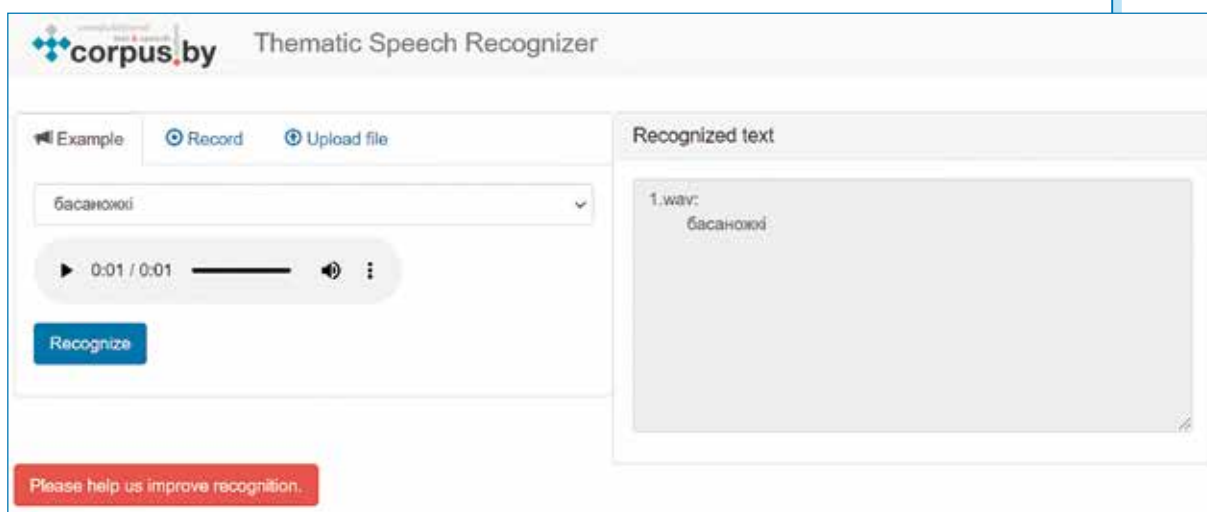 corpus.by
Thematic Speech Recognizer
Example
Record
Upload file
басаножкі
0:01 / 0:01
Recognize
Recognized text
1.wav:
басаножкі
Please help us improve recognition.